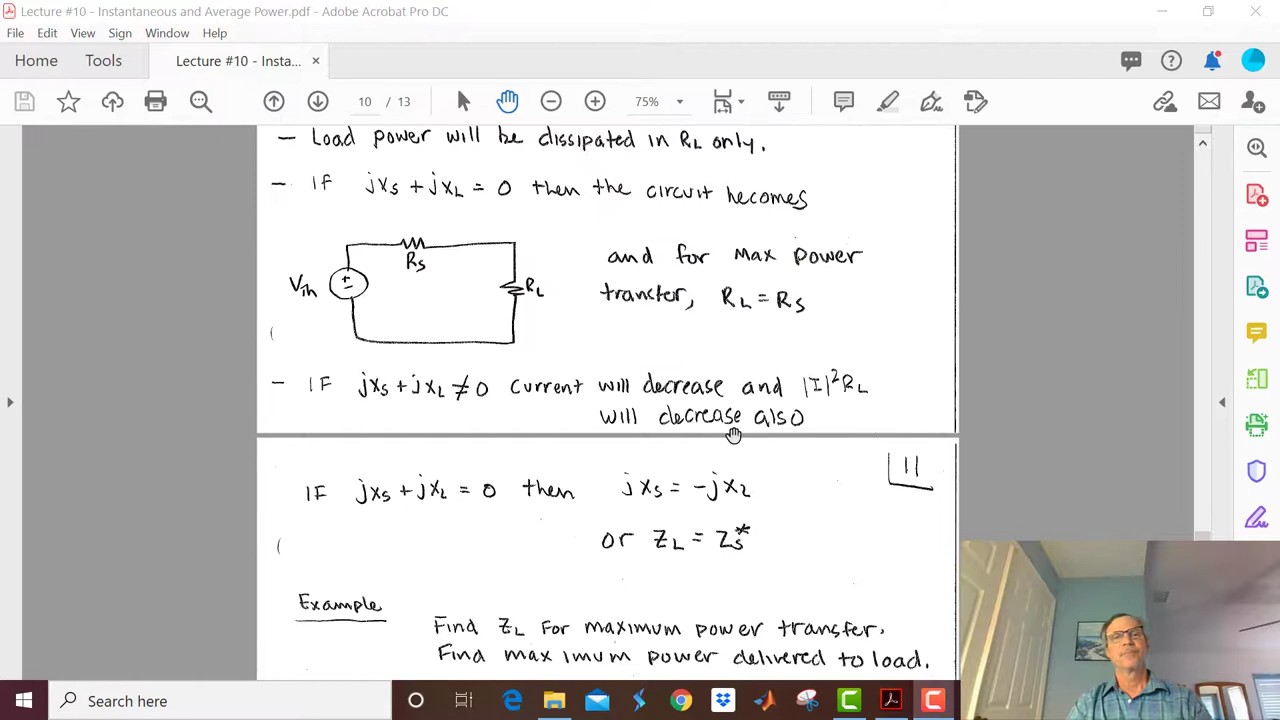 Lecture #10 - Instantaneous and Average Power.pdf - Adobe Acrobat Pro DC
File Edit View Sign Window Help
Home Tools Lecture #10 - Insta... ×
10 / 13 75%
- Load power will be dissipated in RL only.
- IF jXs + jXL = 0 then the circuit becomes
Rs
Vth
RL
and for max power
transfer, RL = Rs
- IF jXs + jXL ≠ 0 current will decrease and |I|²RL
will decrease also
11
IF jXs + jXL = 0 then jXs = -jXL
or ZL = Zs*
Example
Find ZL for maximum power transfer.
Find maximum power delivered to load.
Search here